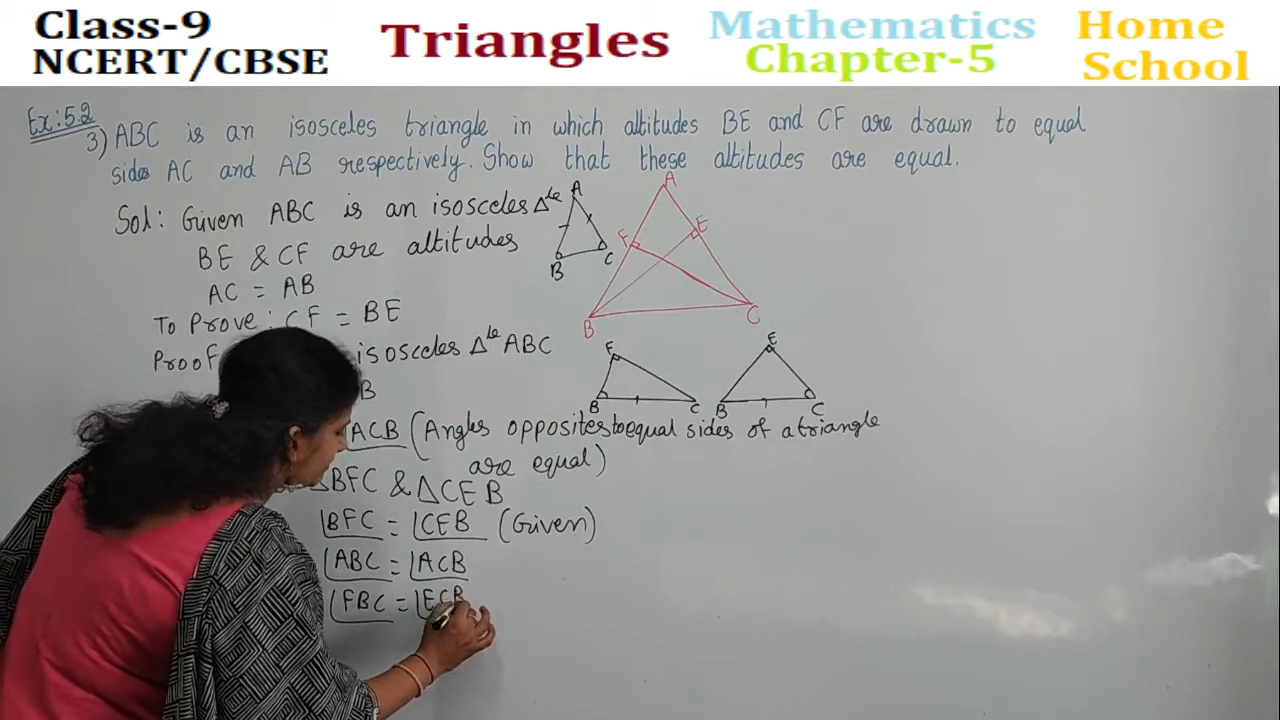 Class-9
NCERT/CBSE
Triangles
Mathematics
Chapter-5
Home
School
Ex:5.2
3) ABC is an isosceles triangle in which altitudes BE and CF are drawn to equal
sides AC and AB respectively. Show that these altitudes are equal.
Sol: Given ABC is an isosceles Δle
BE & CF are altitudes
AC = AB
To Prove: CF = BE
Proof isosceles Δle ABC
B
ACB (Angles opposites to equal sides of a triangle
are equal)
ΔBFC & ΔCEB
∠BFC = ∠CEB (Given)
∠ABC = ∠ACB
∠FBC = ∠ECB
A
B
C
A
F
E
B
C
F
B
C
E
B
C